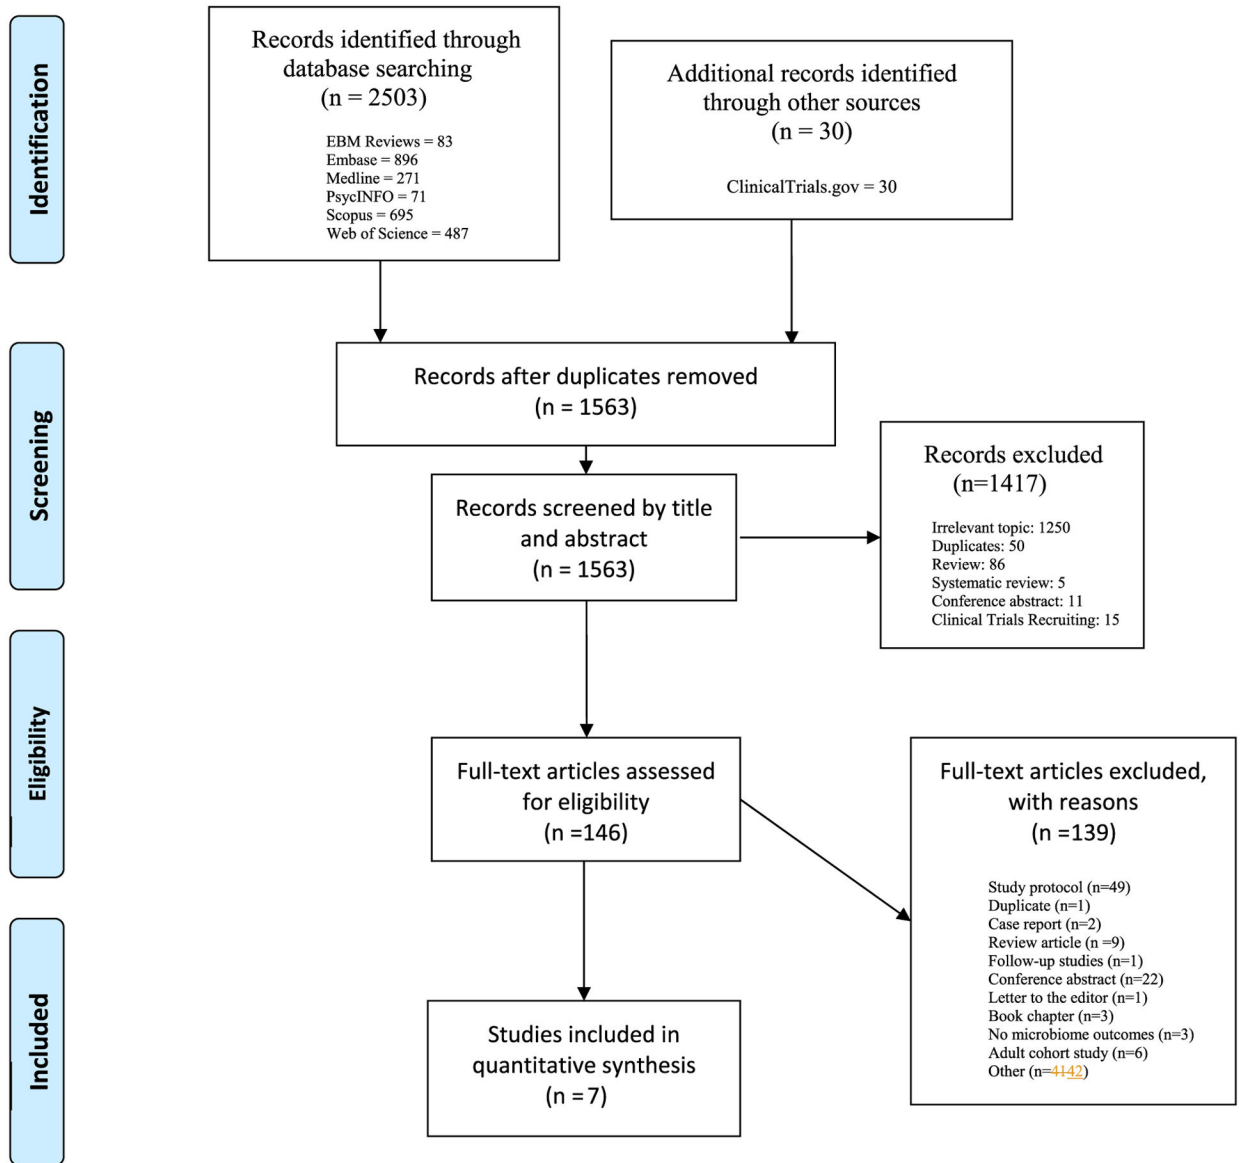 Identification
Records identified through
database searching
(n = 2503)
EBM Reviews = 83
Embase = 896
Medline = 271
PsycINFO = 71
Scopus = 695
Web of Science = 487
Additional records identified
through other sources
(n = 30)
ClinicalTrials.gov = 30
Screening
Records after duplicates removed
(n = 1563)
Records screened by title
and abstract
(n = 1563)
Records excluded
(n=1417)
Irrelevant topic: 1250
Duplicates: 50
Review: 86
Systematic review: 5
Conference abstract: 11
Clinical Trials Recruiting: 15
Eligibility
Full-text articles assessed
for eligibility
(n =146)
Full-text articles excluded,
with reasons
(n =139)
Study protocol (n=49)
Duplicate (n=1)
Case report (n=2)
Review article (n =9)
Follow-up studies (n=1)
Conference abstract (n=22)
Letter to the editor (n=1)
Book chapter (n=3)
No microbiome outcomes (n=3)
Adult cohort study (n=6)
Other (n=4142)
Included
Studies included in
quantitative synthesis
(n = 7)